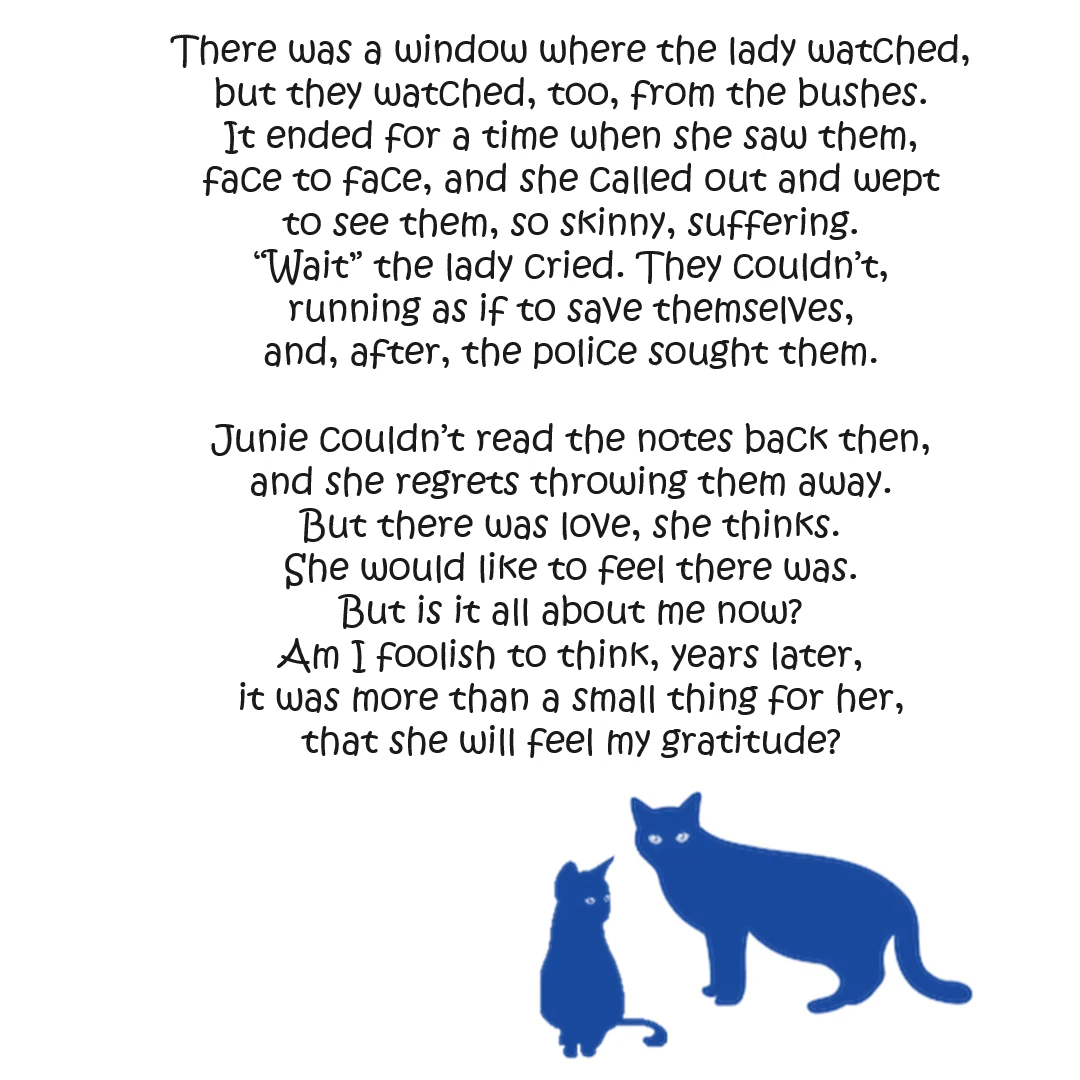 There was a window where the lady watched,
but they watched, too, from the bushes.
It ended for a time when she saw them,
face to face, and she called out and wept
to see them, so skinny, suffering.
“Wait” the lady cried. They couldn’t,
running as if to save themselves,
and, after, the police sought them.
Junie couldn’t read the notes back then,
and she regrets throwing them away.
But there was love, she thinks.
She would like to feel there was.
But is it all about me now?
Am I foolish to think, years later,
it was more than a small thing for her,
that she will feel my gratitude?